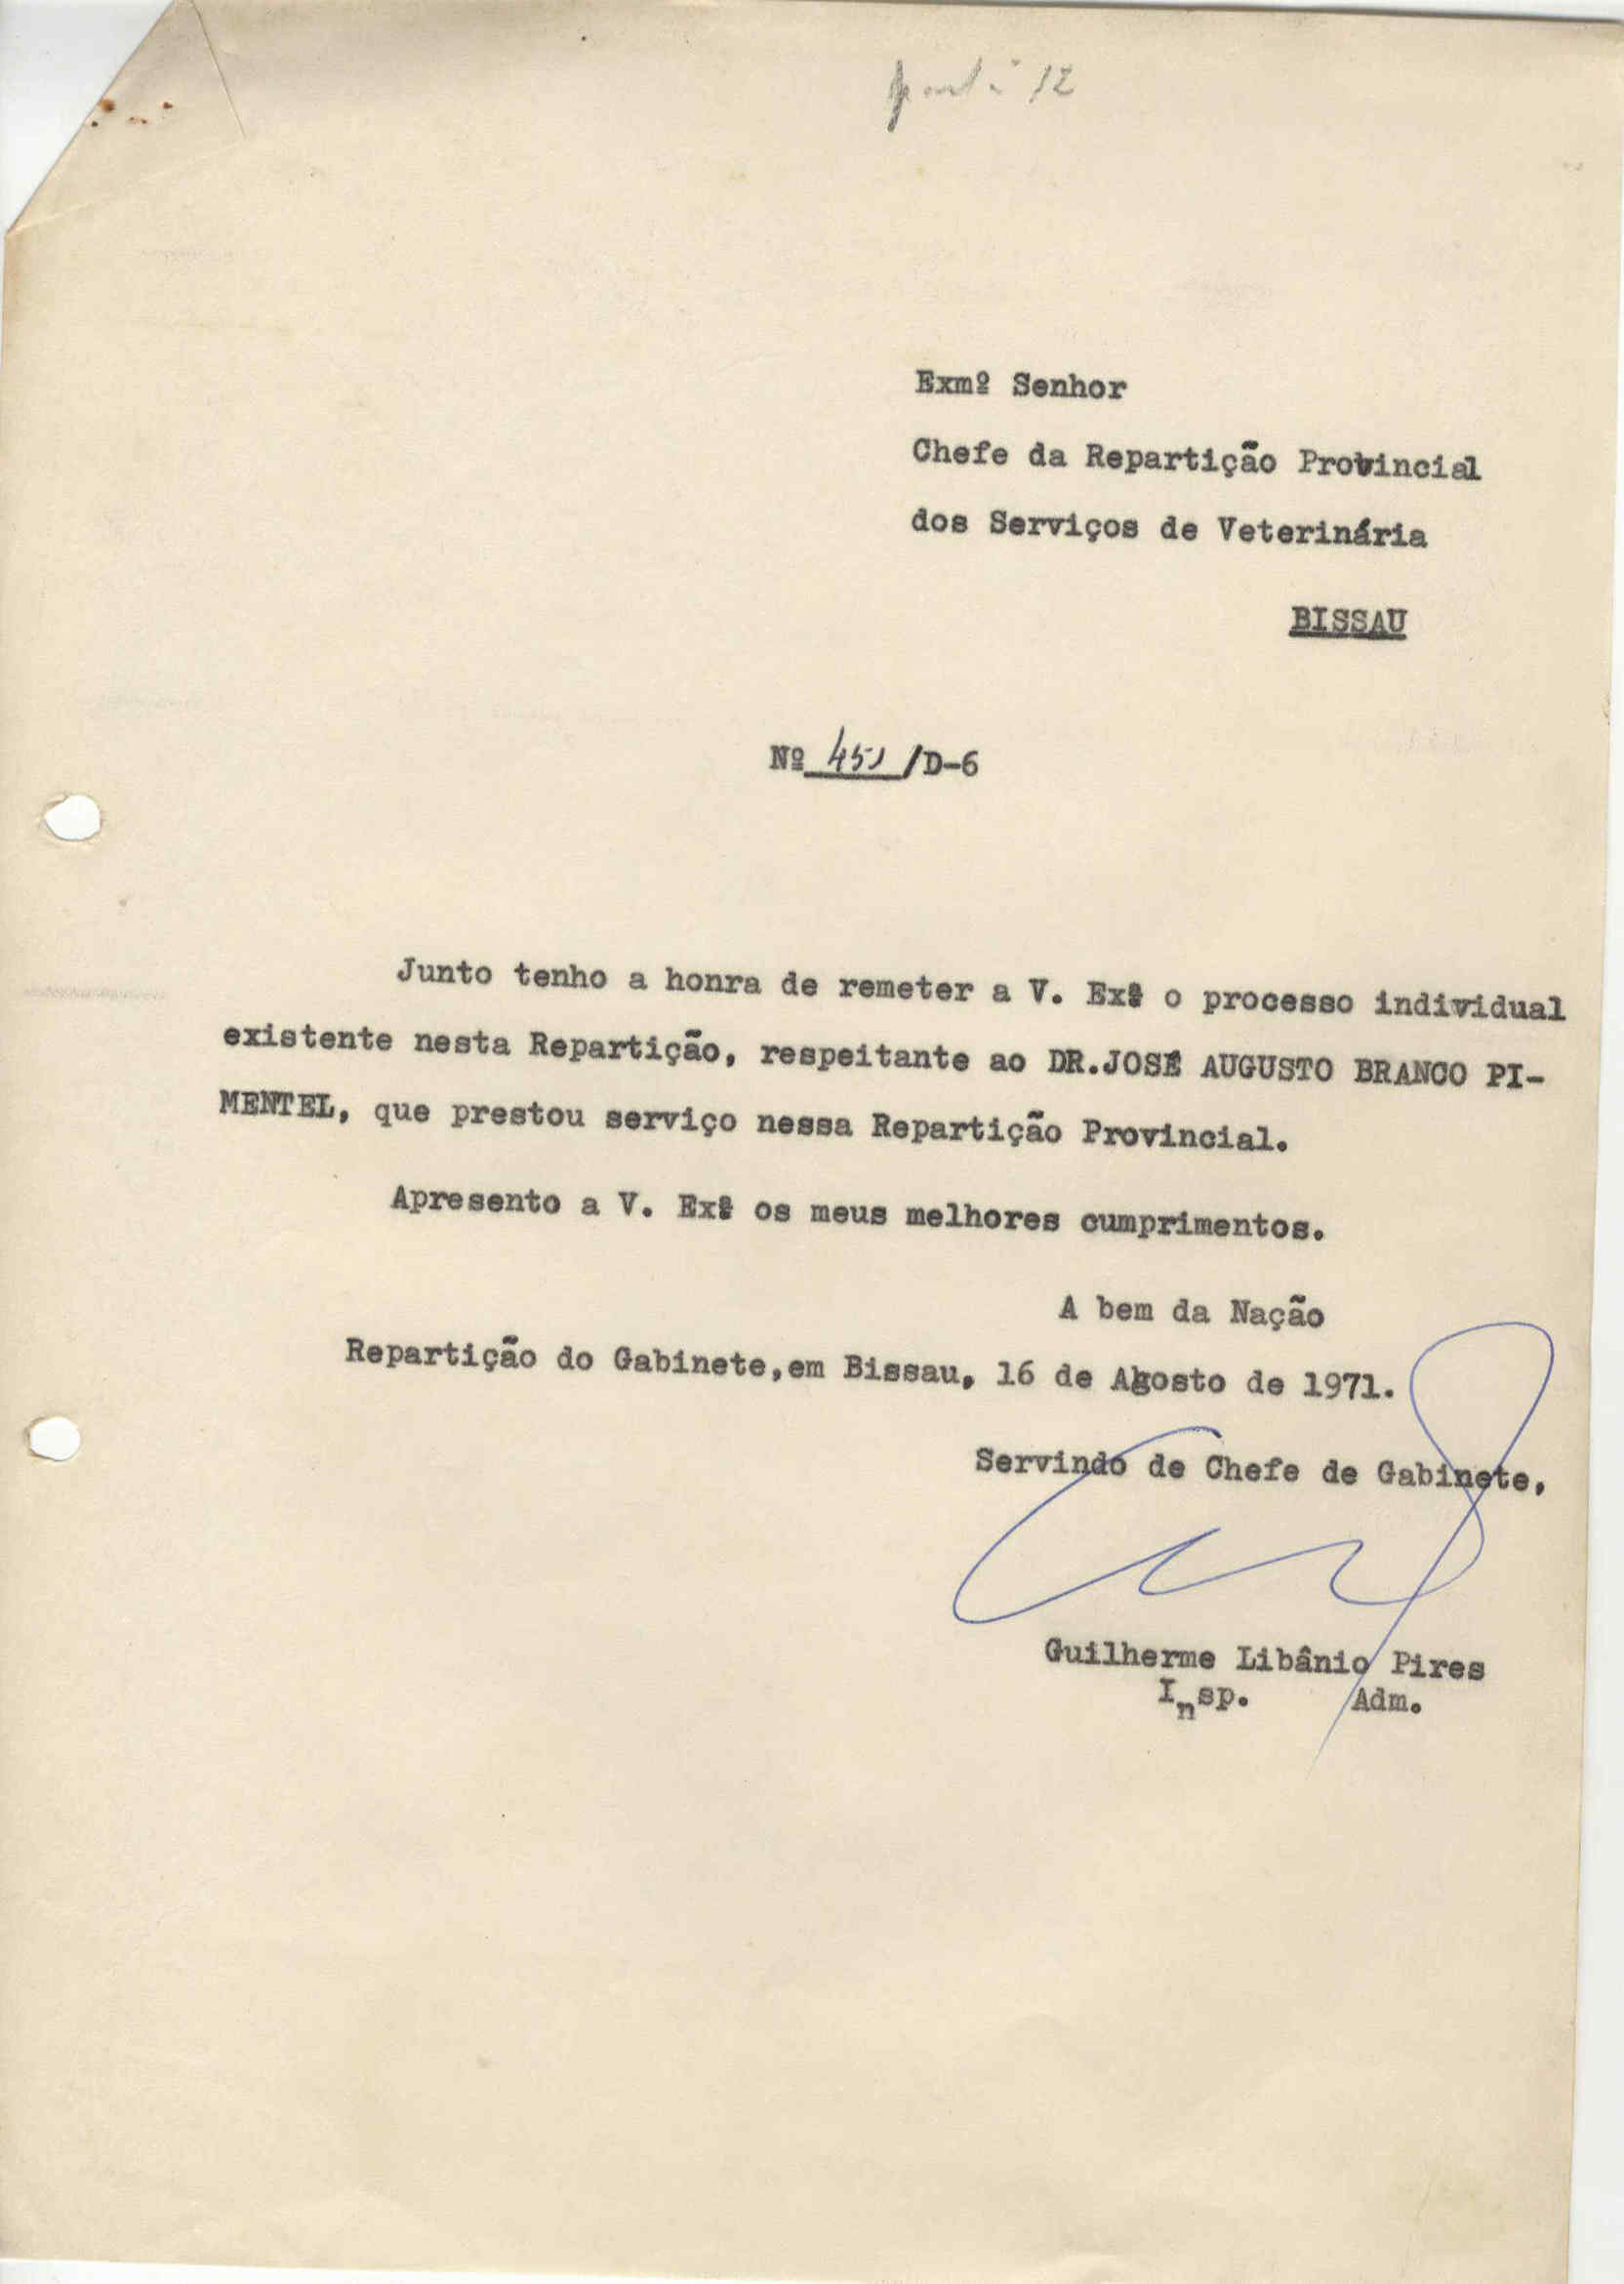 12
Exmº Senhor
Chefe da Repartição Provincial
dos Serviços de Veterinária
BISSAU
Nº 451/D-6
Junto tenho a honra de remeter a V. Exª o processo individual
existente nesta Repartição, respeitante ao DR.JOSÉ AUGUSTO BRANCO PI-
MENTEL, que prestou serviço nessa Repartição Provincial.
Apresento a V. Exª os meus melhores cumprimentos.
A bem da Nação
Repartição do Gabinete,em Bissau, 16 de Agosto de 1971.
Servindo de Chefe de Gabinete,
Guilherme Libânio Pires
Insp. Adm.